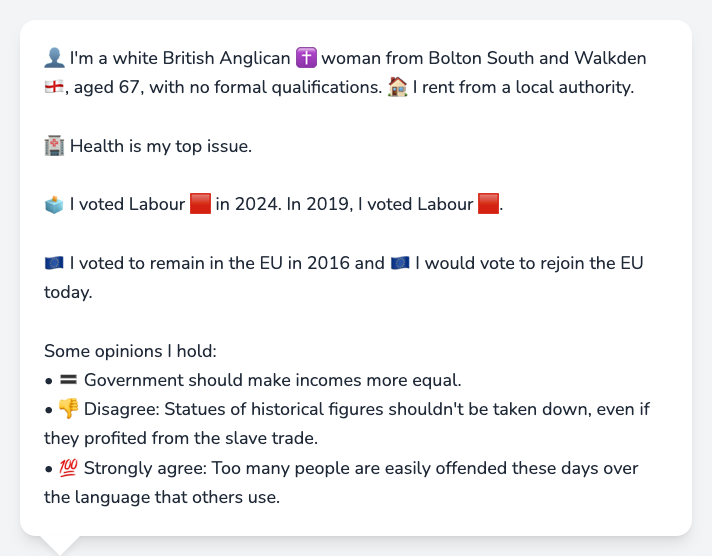 👤 I'm a white British Anglican ✝️ woman from Bolton South and Walkden
🏴󠁧󠁢󠁥󠁮󠁧󠁿, aged 67, with no formal qualifications. 🏠 I rent from a local authority.
🏥 Health is my top issue.
🗳️ I voted Labour 🟥 in 2024. In 2019, I voted Labour 🟥.
🇪🇺 I voted to remain in the EU in 2016 and 🇪🇺 I would vote to rejoin the EU
today.
Some opinions I hold:
• 🟰 Government should make incomes more equal.
• 👎 Disagree: Statues of historical figures shouldn't be taken down, even if
they profited from the slave trade.
• 💯 Strongly agree: Too many people are easily offended these days over
the language that others use.